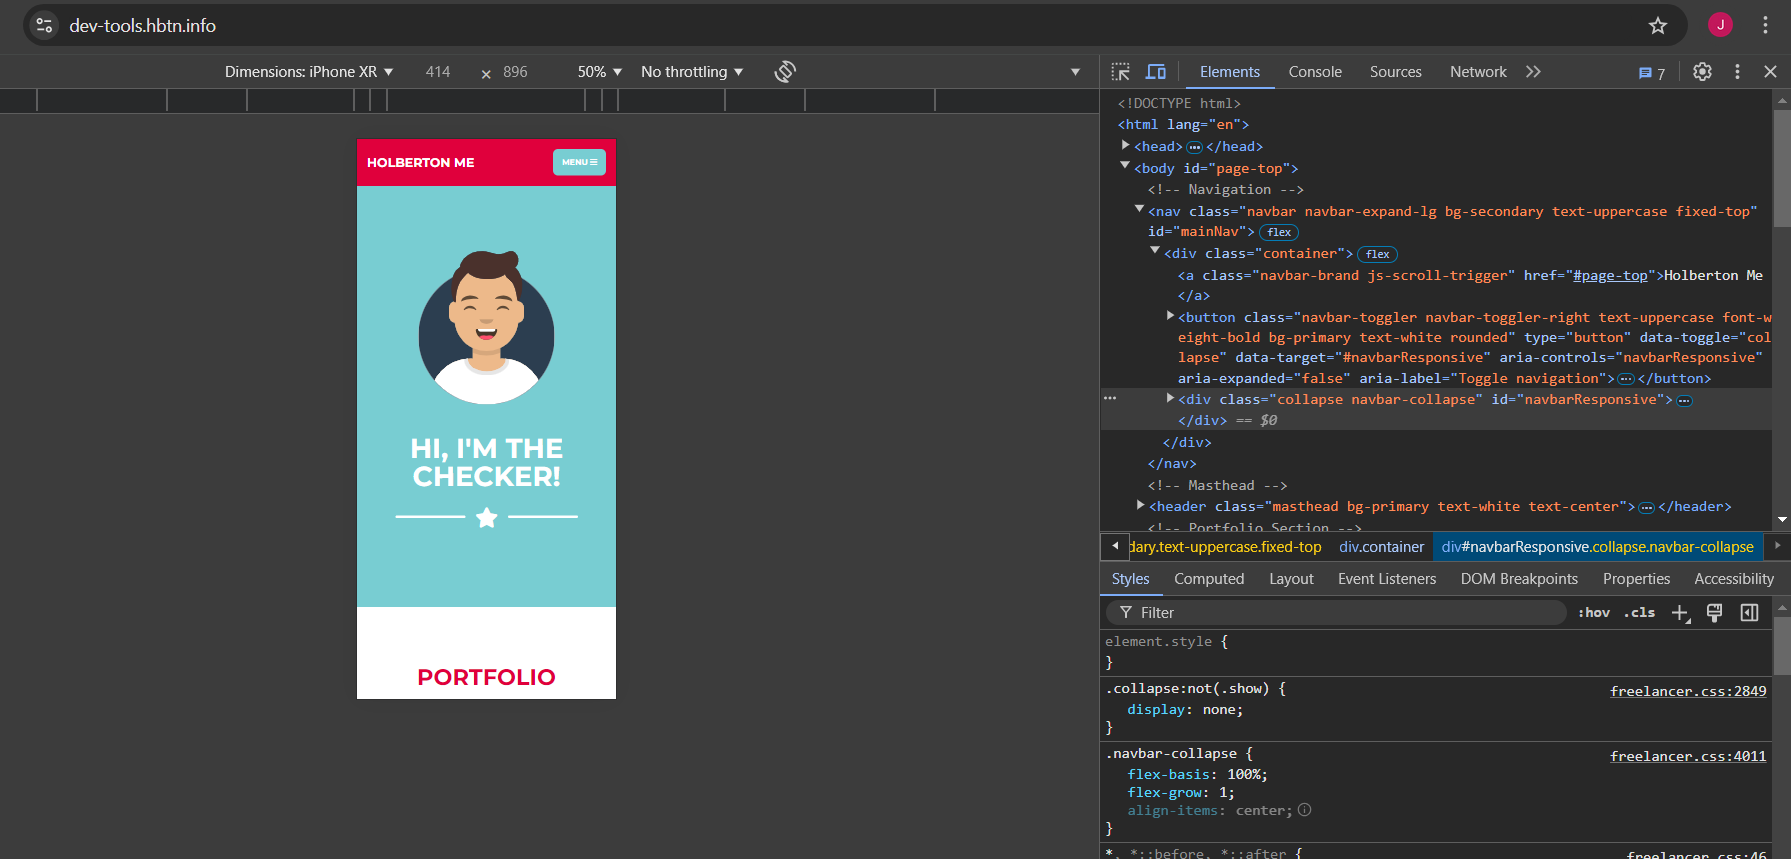 dev-tools.hbtn.info
J
Dimensions: iPhone XR ▼ 414 × 896 50% ▼ No throttling ▼
Elements Console Sources Network 7
HOLBERTON ME
MENU
HI, I'M THE
CHECKER!
PORTFOLIO
<!DOCTYPE html>
<html lang="en">
<head> ⋯ </head>
<body id="page-top">
<!-- Navigation -->
<nav class="navbar navbar-expand-lg bg-secondary text-uppercase fixed-top"
id="mainNav"> flex
<div class="container"> flex
<a class="navbar-brand js-scroll-trigger" href="#page-top">Holberton Me
</a>
<button class="navbar-toggler navbar-toggler-right text-uppercase font-w
eight-bold bg-primary text-white rounded" type="button" data-toggle="col
lapse" data-target="#navbarResponsive" aria-controls="navbarResponsive"
aria-expanded="false" aria-label="Toggle navigation"> ⋯ </button>
<div class="collapse navbar-collapse" id="navbarResponsive"> ⋯
</div> == $0
</div>
</nav>
<!-- Masthead -->
<header class="masthead bg-primary text-white text-center"> ⋯ </header>
<!-- Portfolio Section -->
dary.text-uppercase.fixed-top div.container div#navbarResponsive.collapse.navbar-collapse
Styles Computed Layout Event Listeners DOM Breakpoints Properties Accessibility
Filter :hov .cls
element.style {
}
.collapse:not(.show) { freelancer.css:2849
display: none;
}
.navbar-collapse { freelancer.css:4011
flex-basis: 100%;
flex-grow: 1;
align-items: center;
}
*, *::before, *::after { freelancer.css:46